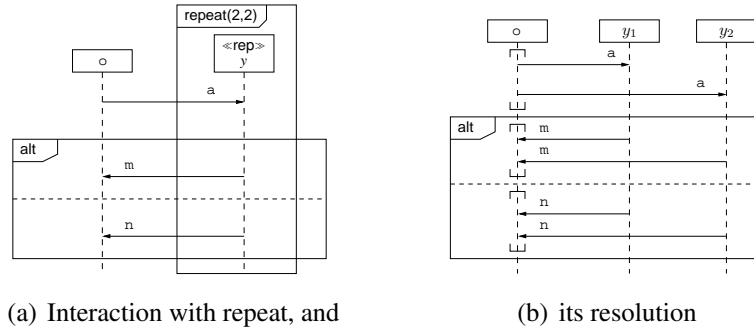 repeat(2,2)
≪rep≫
o
y
a
alt
m
n
(a) Interaction with repeat, and
o
y₁
y₂
a
a
alt
m
m
n
n
(b) its resolution